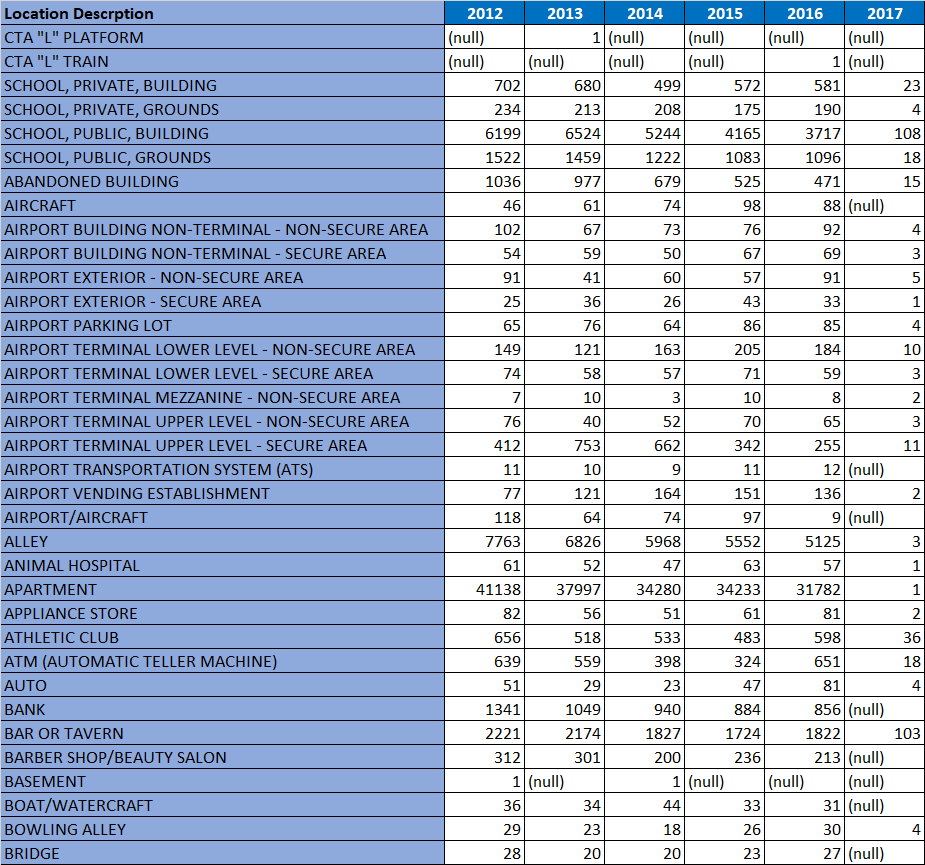 Location Descrption 2012 2013 2014 2015 2016 2017
CTA "L" PLATFORM (null) 1 (null) (null) (null) (null)
CTA "L" TRAIN (null) (null) (null) (null) 1 (null)
SCHOOL, PRIVATE, BUILDING 702 680 499 572 581 23
SCHOOL, PRIVATE, GROUNDS 234 213 208 175 190 4
SCHOOL, PUBLIC, BUILDING 6199 6524 5244 4165 3717 108
SCHOOL, PUBLIC, GROUNDS 1522 1459 1222 1083 1096 18
ABANDONED BUILDING 1036 977 679 525 471 15
AIRCRAFT 46 61 74 98 88 (null)
AIRPORT BUILDING NON-TERMINAL - NON-SECURE AREA 102 67 73 76 92 4
AIRPORT BUILDING NON-TERMINAL - SECURE AREA 54 59 50 67 69 3
AIRPORT EXTERIOR - NON-SECURE AREA 91 41 60 57 91 5
AIRPORT EXTERIOR - SECURE AREA 25 36 26 43 33 1
AIRPORT PARKING LOT 65 76 64 86 85 4
AIRPORT TERMINAL LOWER LEVEL - NON-SECURE AREA 149 121 163 205 184 10
AIRPORT TERMINAL LOWER LEVEL - SECURE AREA 74 58 57 71 59 3
AIRPORT TERMINAL MEZZANINE - NON-SECURE AREA 7 10 3 10 8 2
AIRPORT TERMINAL UPPER LEVEL - NON-SECURE AREA 76 40 52 70 65 3
AIRPORT TERMINAL UPPER LEVEL - SECURE AREA 412 753 662 342 255 11
AIRPORT TRANSPORTATION SYSTEM (ATS) 11 10 9 11 12 (null)
AIRPORT VENDING ESTABLISHMENT 77 121 164 151 136 2
AIRPORT/AIRCRAFT 118 64 74 97 9 (null)
ALLEY 7763 6826 5968 5552 5125 3
ANIMAL HOSPITAL 61 52 47 63 57 1
APARTMENT 41138 37997 34280 34233 31782 1
APPLIANCE STORE 82 56 51 61 81 2
ATHLETIC CLUB 656 518 533 483 598 36
ATM (AUTOMATIC TELLER MACHINE) 639 559 398 324 651 18
AUTO 51 29 23 47 81 4
BANK 1341 1049 940 884 856 (null)
BAR OR TAVERN 2221 2174 1827 1724 1822 103
BARBER SHOP/BEAUTY SALON 312 301 200 236 213 (null)
BASEMENT 1 (null) 1 (null) (null) (null)
BOAT/WATERCRAFT 36 34 44 33 31 (null)
BOWLING ALLEY 29 23 18 26 30 4
BRIDGE 28 20 20 23 27 (null)